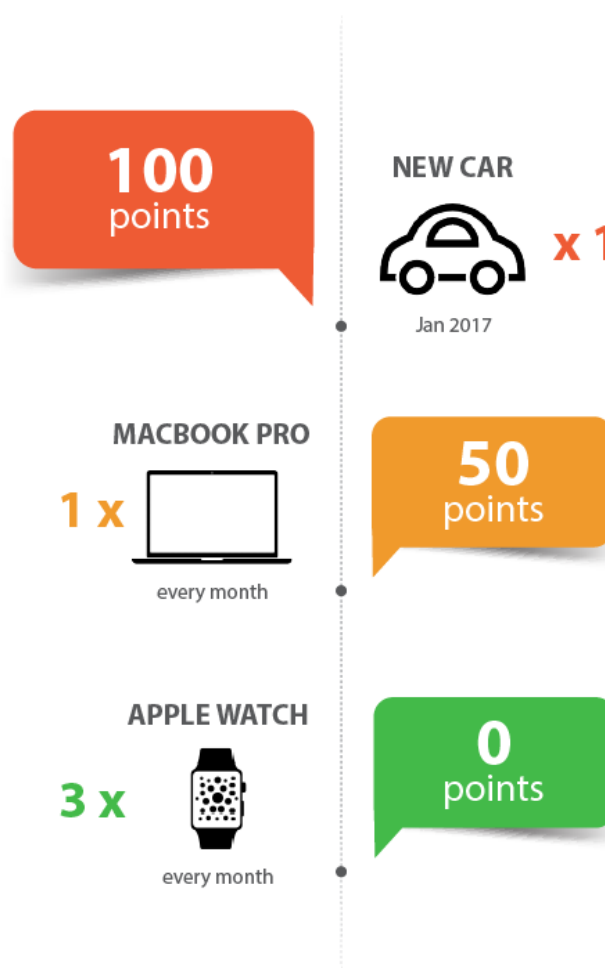 100
points
NEW CAR
x 1
Jan 2017
MACBOOK PRO
1 x
every month
50
points
APPLE WATCH
3 x
every month
0
points